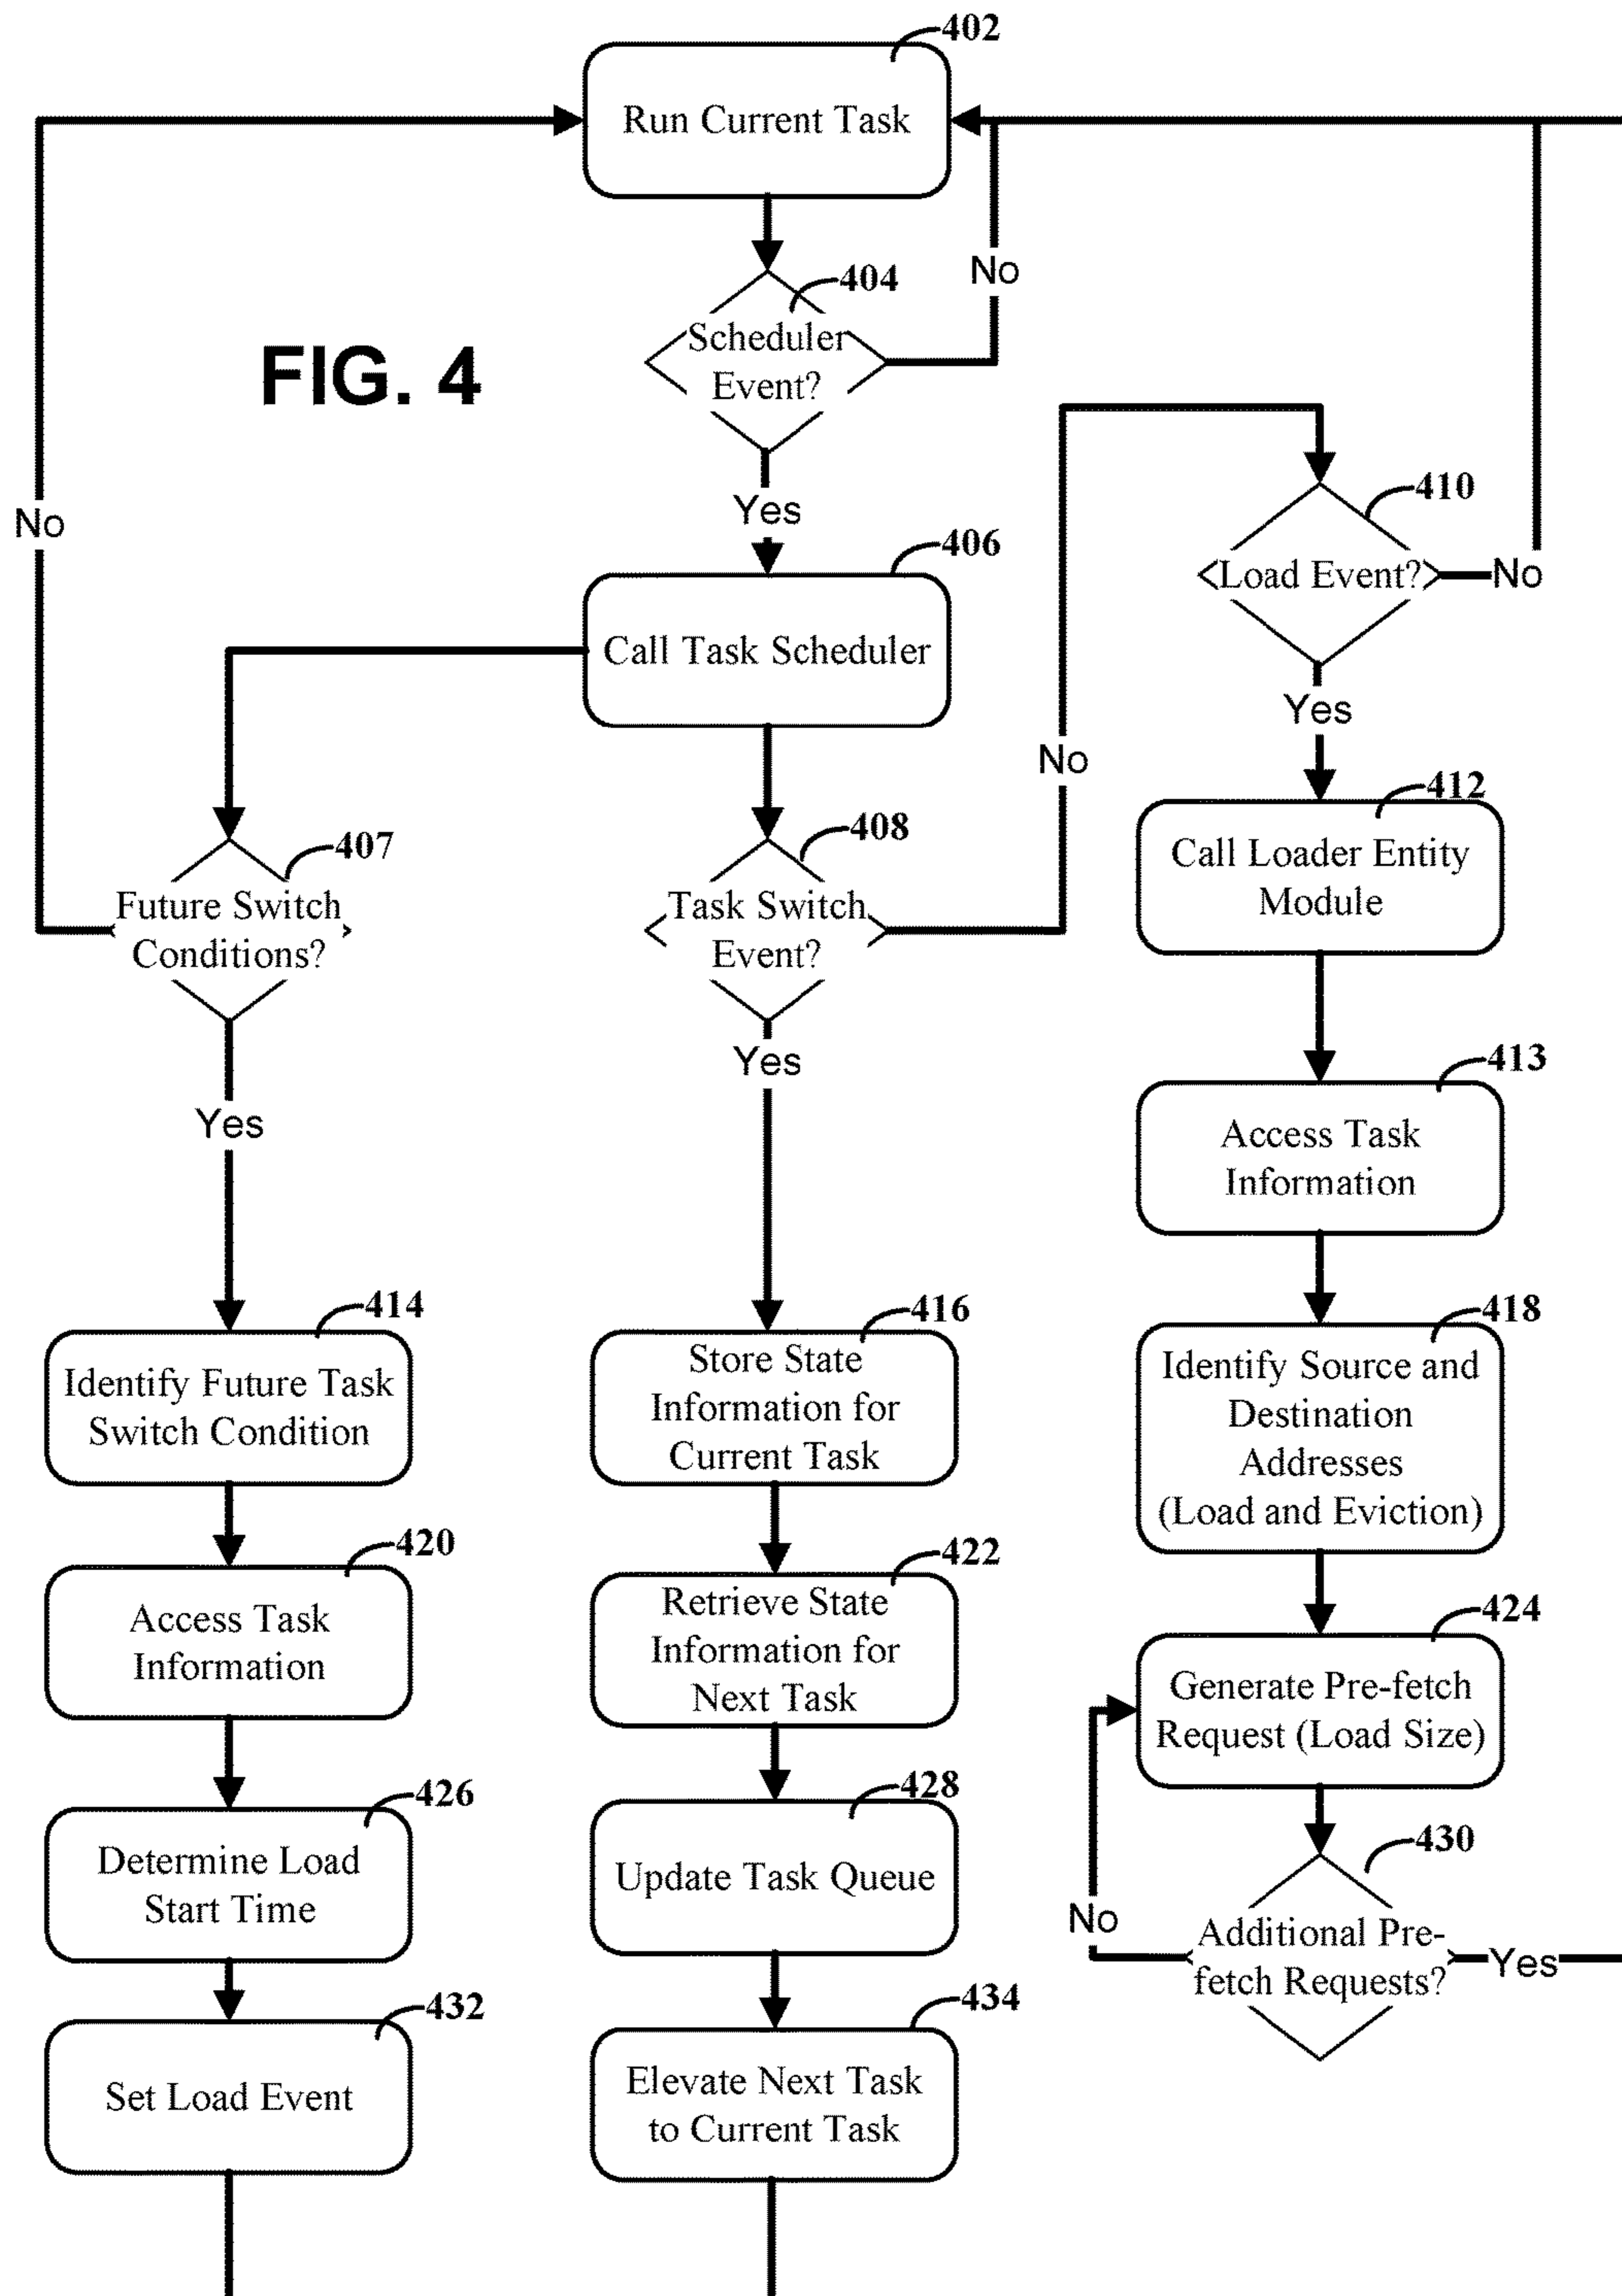 402
Run Current Task
No
404
Scheduler
Event?
FIG. 4
Yes
410
No
406
Load Event?
No
Call Task Scheduler
Yes
No
412
407
408
Call Loader Entity
Module
Future Switch
Conditions?
Task Switch
Event?
Yes
413
Yes
Access Task
Information
414
416
418
Identify Future Task
Switch Condition
Store State
Information for
Current Task
Identify Source and
Destination
Addresses
(Load and Eviction)
420
422
Access Task
Information
Retrieve State
Information for
Next Task
424
Generate Pre-fetch
Request (Load Size)
426
428
430
Determine Load
Start Time
Update Task Queue
No
Additional Pre-
fetch Requests?
Yes
432
434
Set Load Event
Elevate Next Task
to Current Task